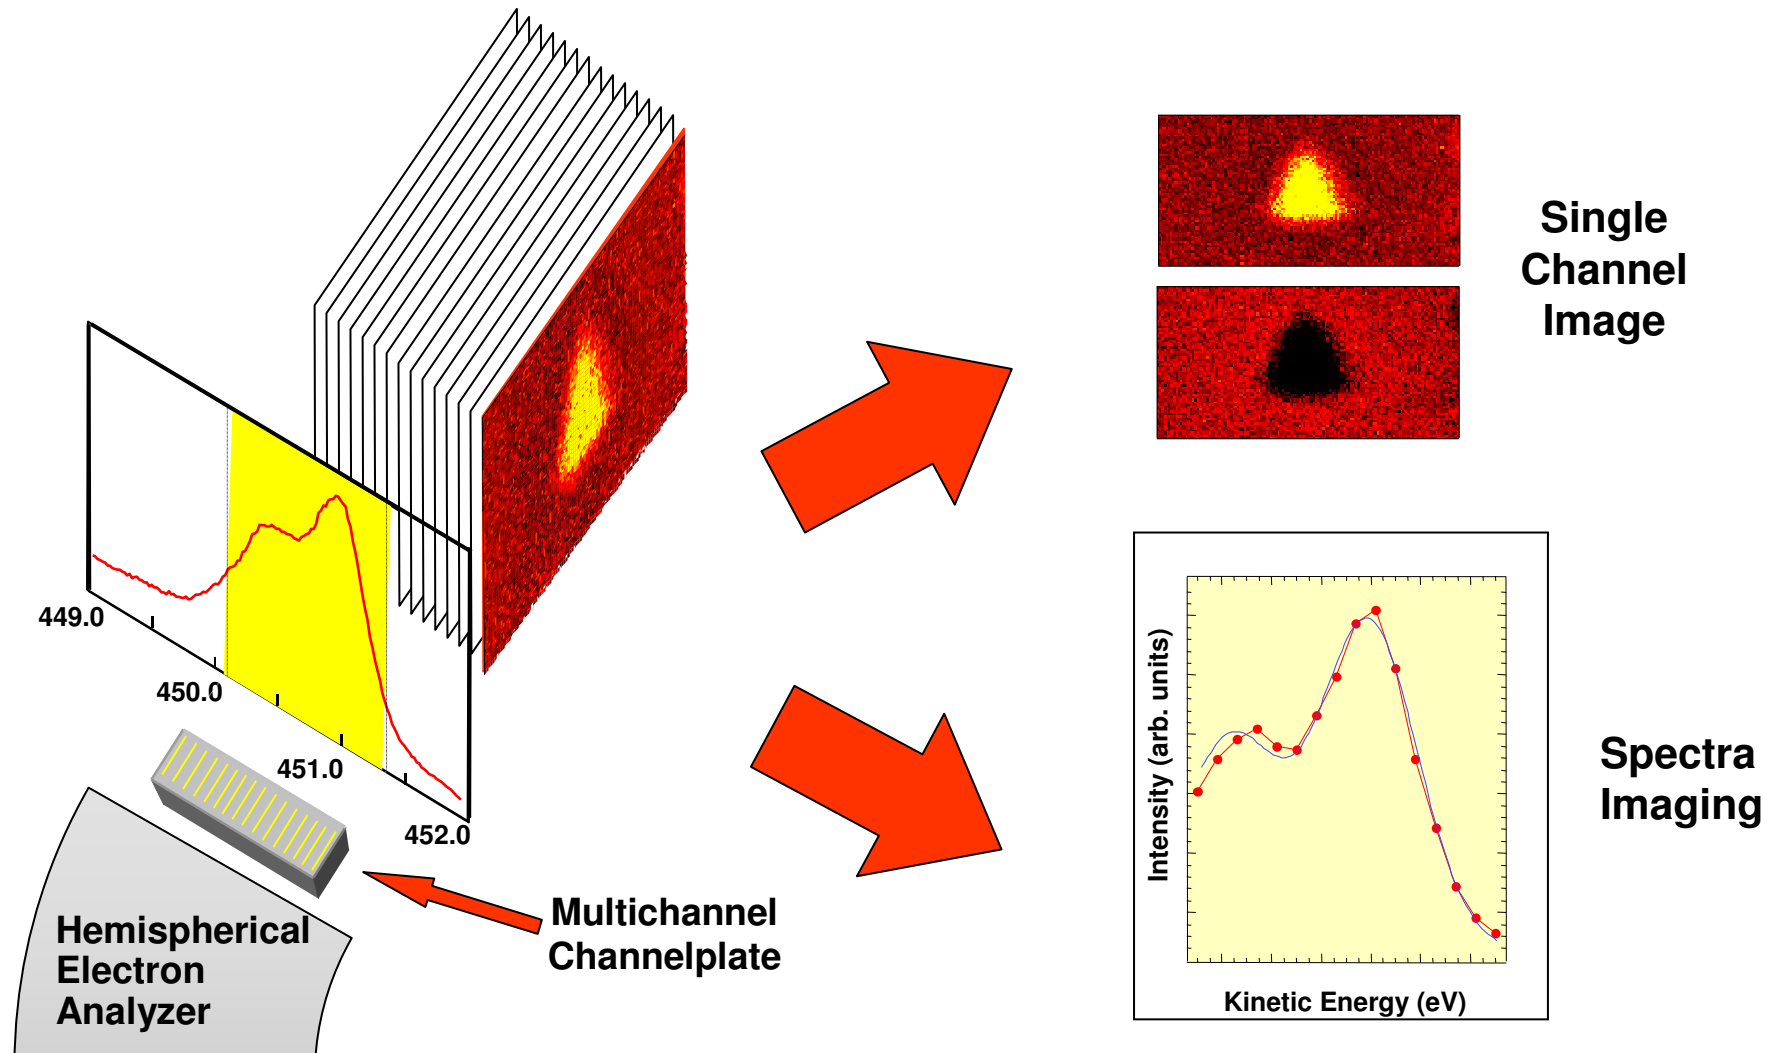 Single
Channel
Image
449.0
450.0
451.0
452.0
Hemispherical
Electron
Analyzer
Multichannel
Channelplate
Intensity (arb. units)
Kinetic Energy (eV)
Spectra
Imaging